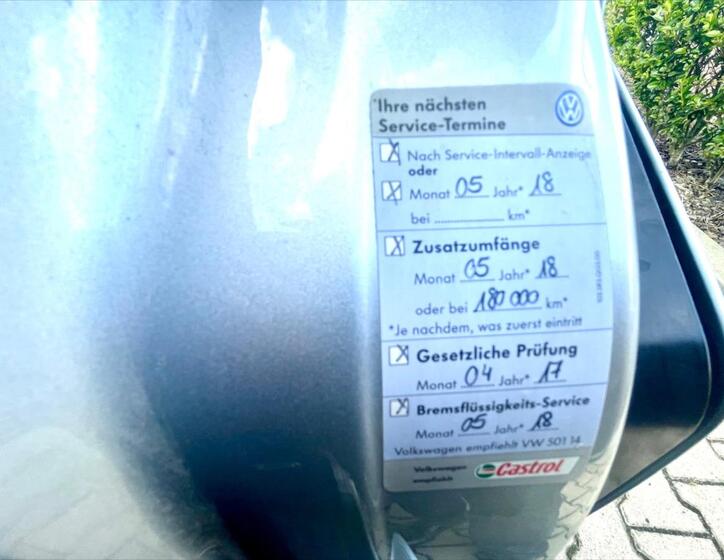 Ihre nächsten
Service-Termine
Nach Service-Intervall-Anzeige
oder
Monat 05 Jahr* 18
bei .................. km*
Zusatzumfänge
Monat 05 Jahr* 18
oder bei 180 000 km*
*Je nachdem, was zuerst eintritt
Gesetzliche Prüfung
Monat 04 Jahr* 17
Bremsflüssigkeits-Service
Monat 05 Jahr* 18
Volkswagen empfiehlt VW 501 14
Volkswagen
empfiehlt
Castrol